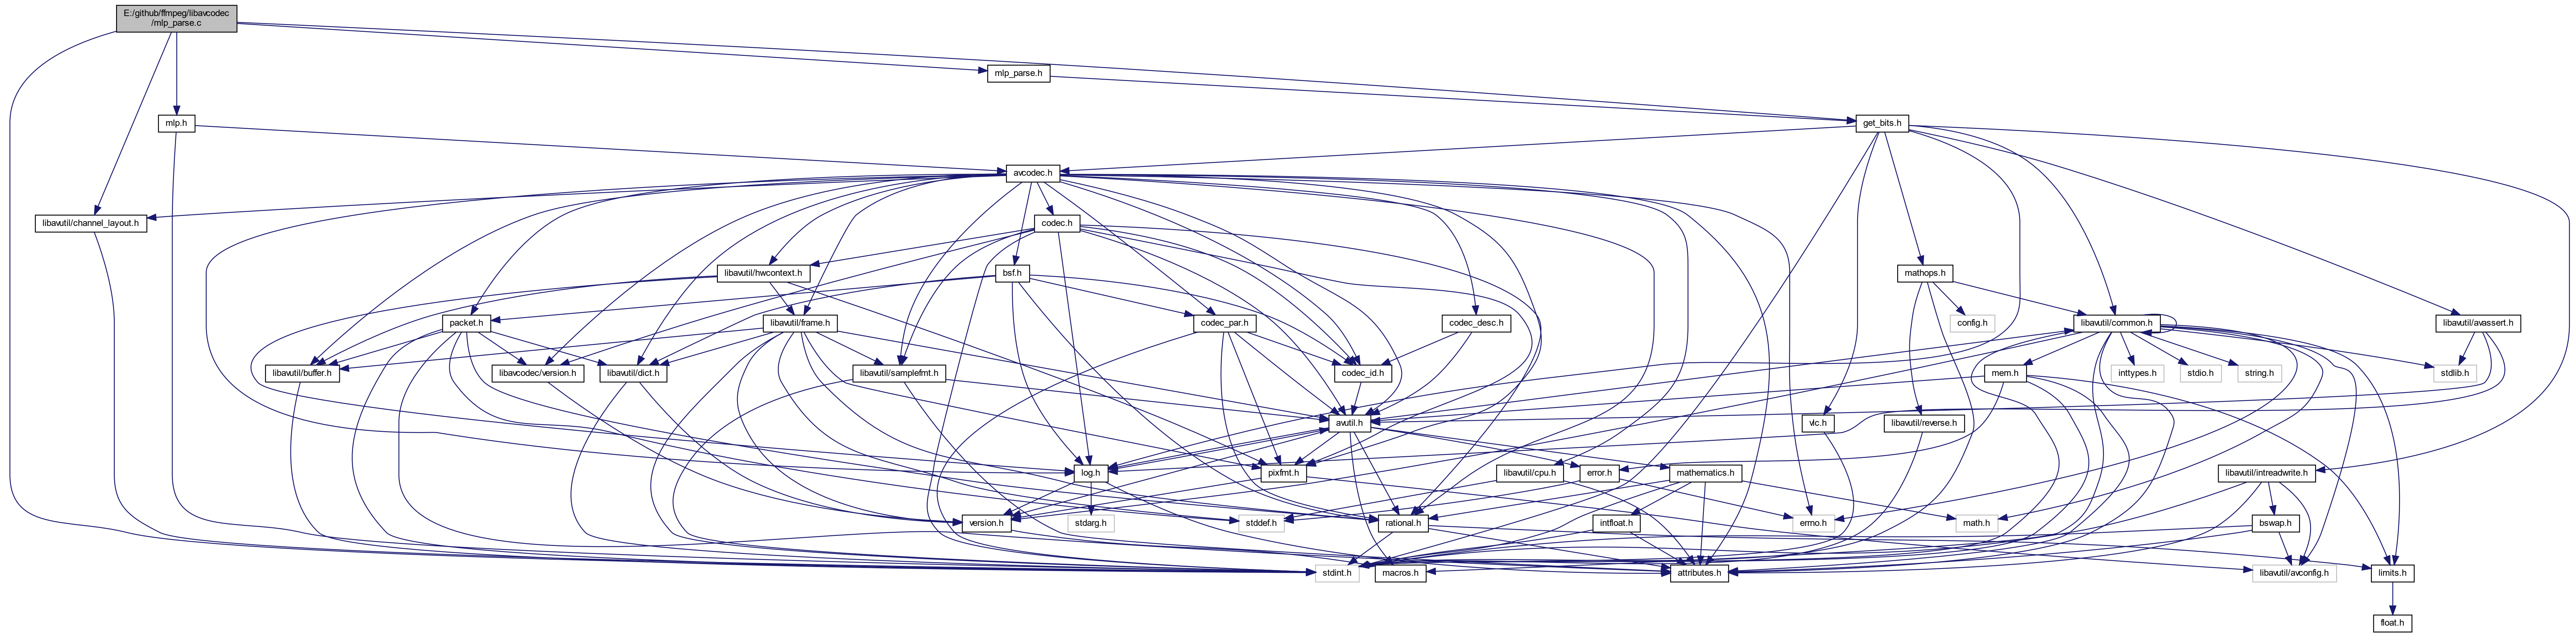 E:/github/ffmpeg/libavcodec
/mlp_parse.c
mlp_parse.h
mlp.h
get_bits.h
avcodec.h
libavutil/channel_layout.h
codec.h
libavutil/hwcontext.h
bsf.h
mathops.h
packet.h
libavutil/frame.h
codec_par.h
codec_desc.h
config.h
libavutil/common.h
libavutil/avassert.h
libavutil/buffer.h
libavcodec/version.h
libavutil/dict.h
libavutil/samplefmt.h
codec_id.h
mem.h
inttypes.h
stdio.h
string.h
stdlib.h
avutil.h
vlc.h
libavutil/reverse.h
log.h
pixfmt.h
libavutil/cpu.h
error.h
mathematics.h
libavutil/intreadwrite.h
version.h
stdarg.h
stddef.h
rational.h
intfloat.h
errno.h
math.h
bswap.h
stdint.h
macros.h
attributes.h
libavutil/avconfig.h
limits.h
float.h